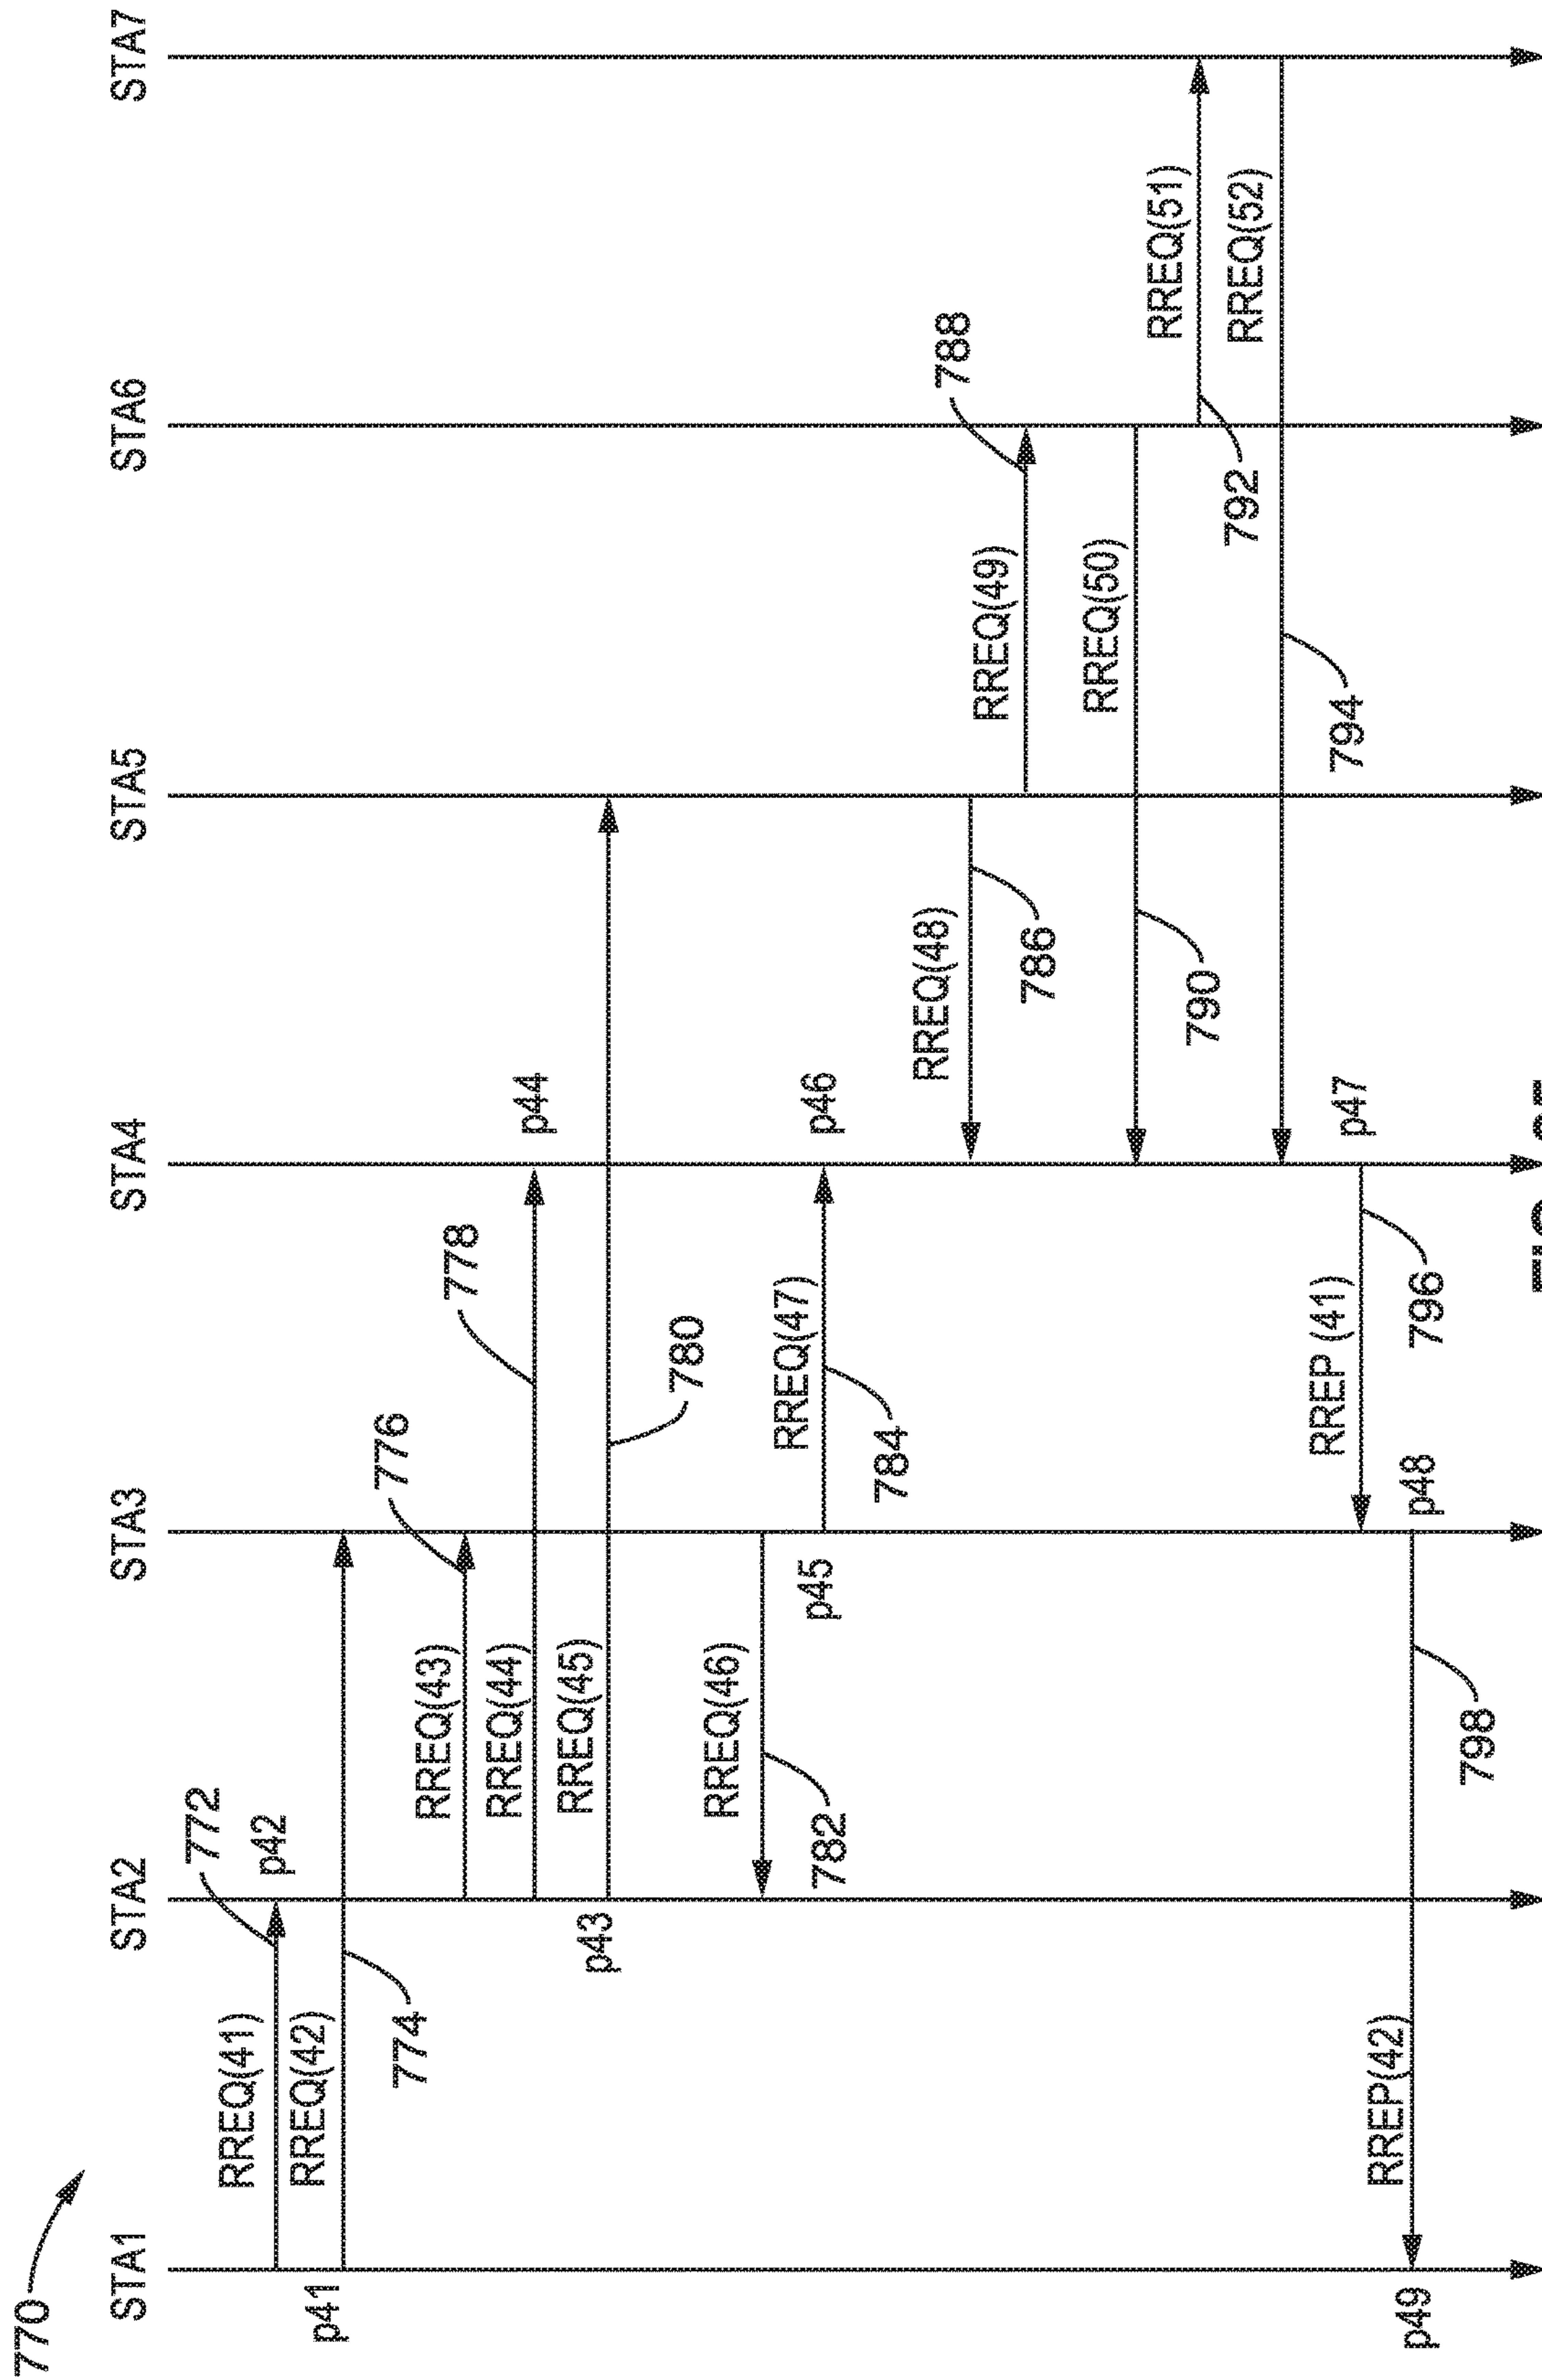 770
STA1
STA2
STA3
STA4
STA5
STA6
STA7
772
RREQ(41)
p42
RREQ(42)
p41
774
776
RREQ(43)
778
RREQ(44)
p44
RREQ(45)
p43
780
RREQ(46)
782
RREQ(47)
p46
p45
784
RREQ(48)
786
788
RREQ(49)
RREQ(50)
790
RREQ(51)
792
RREQ(52)
794
RREP (41)
p47
796
p48
RREP(42)
p49
798